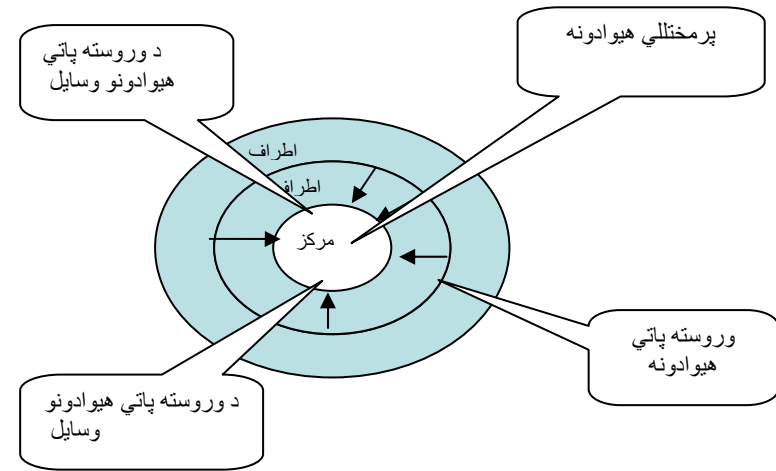 پرمختللي هيوادونه
د وروسته پاتي
هيوادونو وسايل
اطراف
اطراف
مرکز
وروسته پاتي
هيوادونه
د وروسته پاتي هيوادونو
وسايل